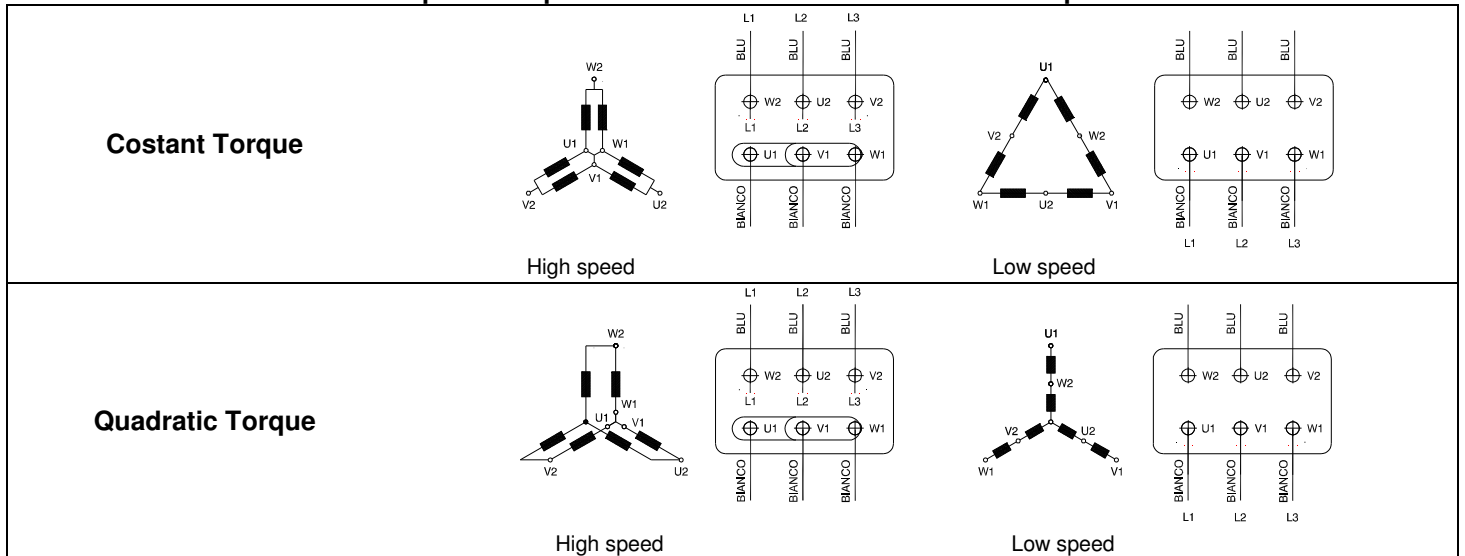 Costant Torque
W2
U1 W1
V1
V2 U2
High speed
L1 L2 L3
BLU BLU BLU
W2 U2 V2
L1 L2 L3
U1 V1 W1
BIANCO BIANCO BIANCO
U1
V2 W2
W1 U2 V1
Low speed
BLU BLU BLU
W2 U2 V2
U1 V1 W1
BIANCO BIANCO BIANCO
L1 L2 L3
Quadratic Torque
W2
W1
U1 V1
V2 U2
High speed
L1 L2 L3
BLU BLU BLU
W2 U2 V2
L1 L2 L3
U1 V1 W1
BIANCO BIANCO BIANCO
U1
W2
V2 U2
W1 V1
Low speed
BLU BLU BLU
W2 U2 V2
U1 V1 W1
BIANCO BIANCO BIANCO
L1 L2 L3